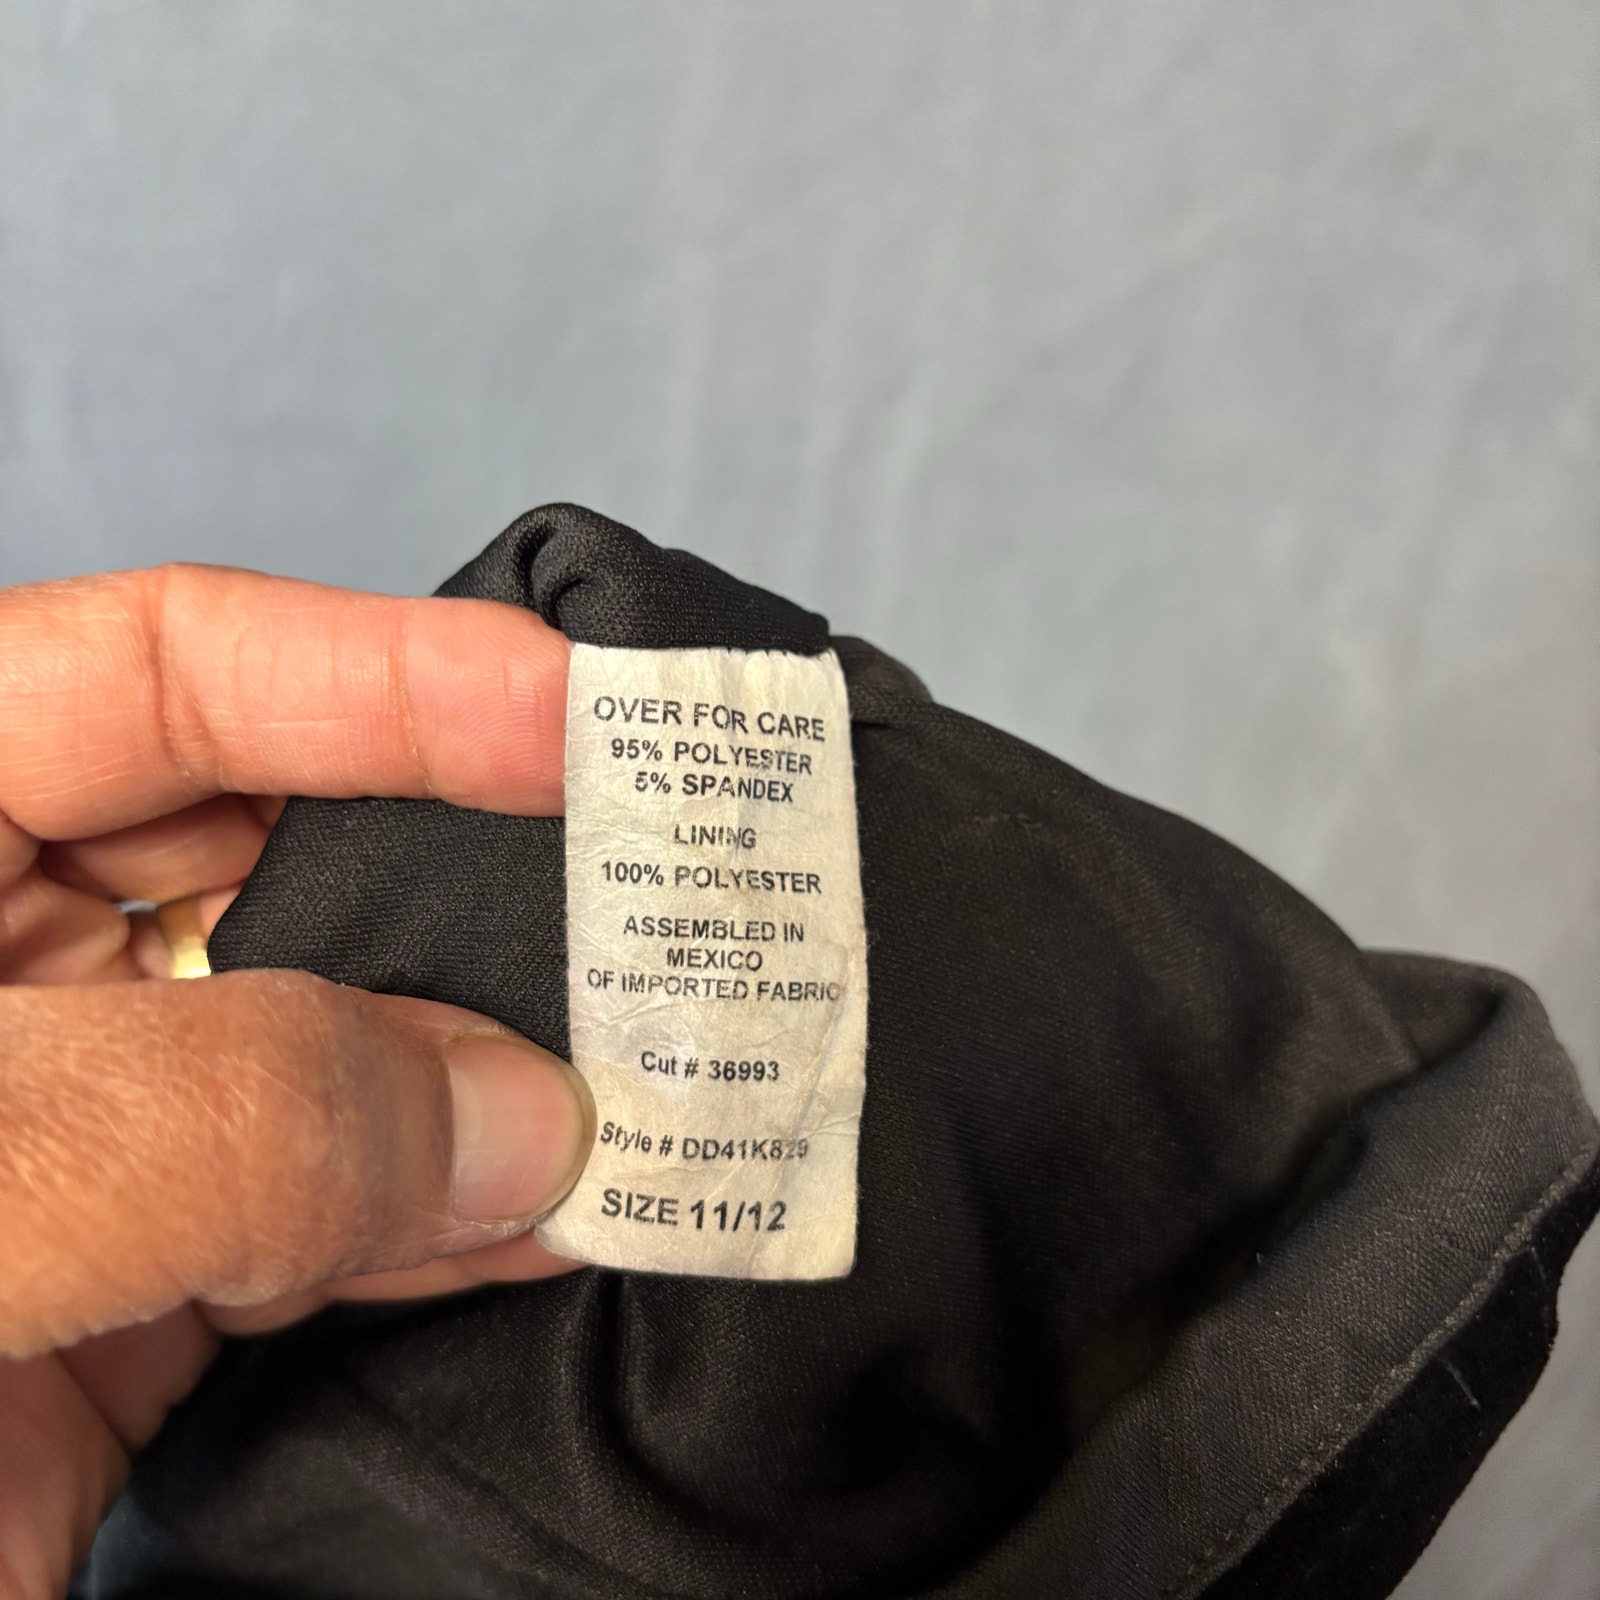 OVER FOR CARE
95% POLYESTER
5% SPANDEX
LINING
100% POLYESTER
ASSEMBLED IN
MEXICO
OF IMPORTED FABRIC
Cut # 36993
Style # DD41K829
SIZE 11/12